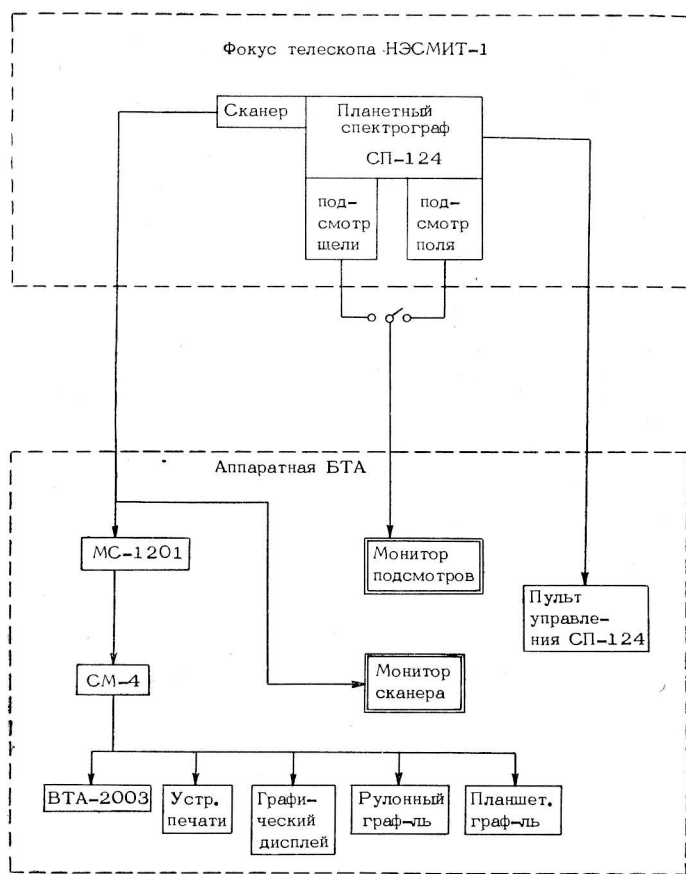 Фокус телескопа НЭСМИТ-1
Сканер
Планетный
спектрограф
СП-124
под-
смотр
щели
под-
смотр
поля
Аппаратная БТА
МС-1201
Монитор
подсмотров
Пульт
управле-
ния СП-124
СМ-4
Монитор
сканера
ВТА-2003
Устр.
печати
Графи-
ческий
дисплей
Рулонный
граф-ль
Планшет.
граф-ль